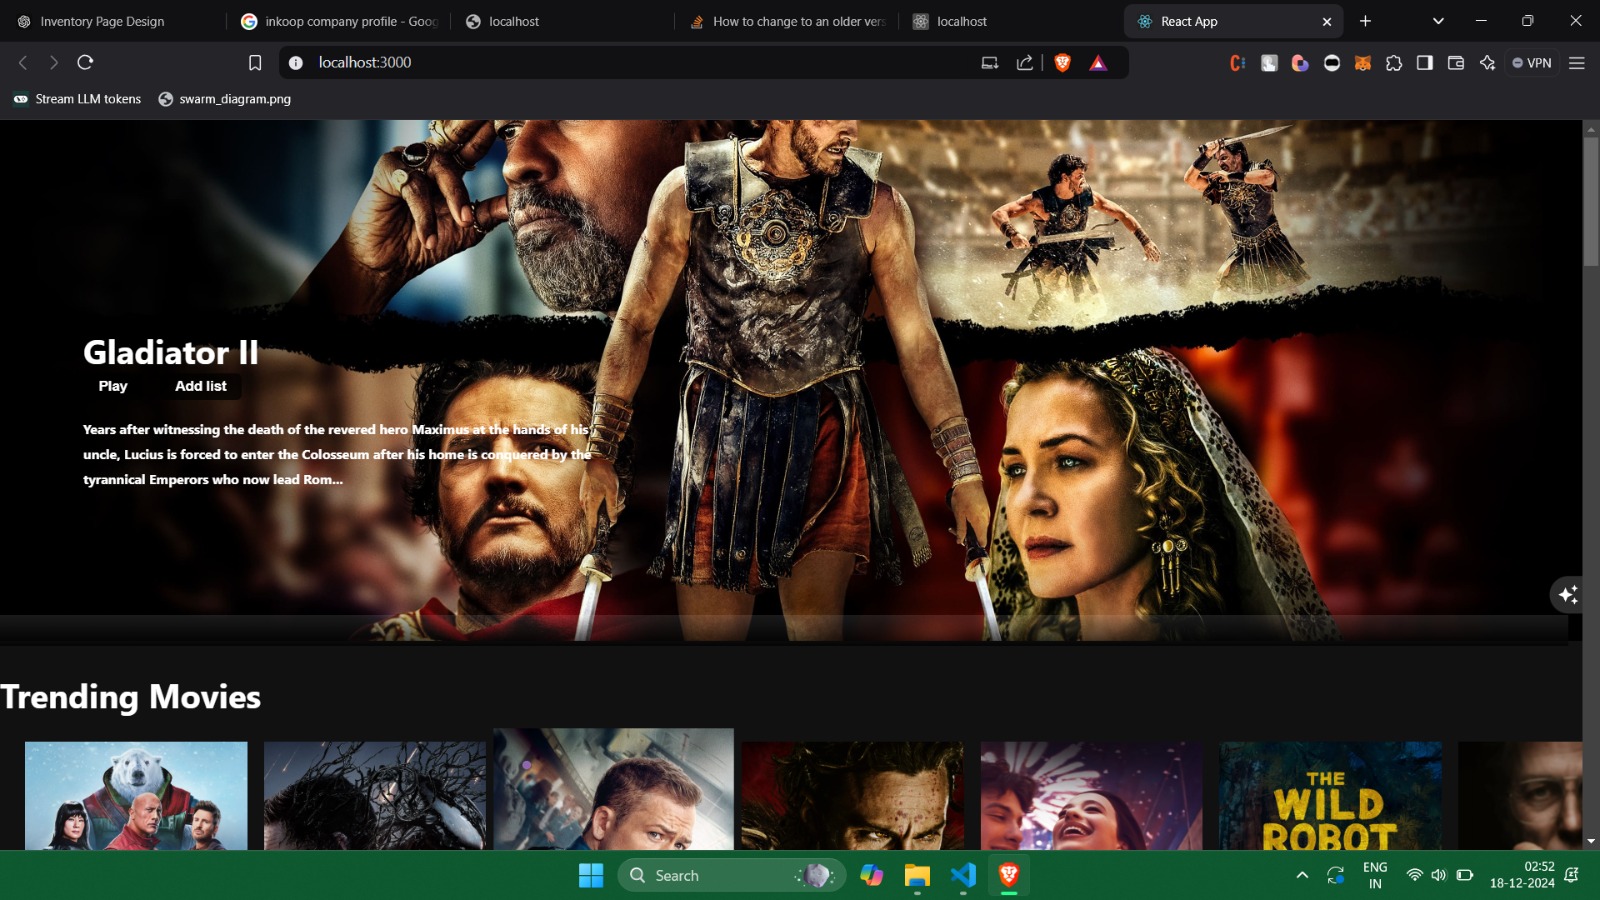 Inventory Page Design
inkoop company profile - Goog
localhost
How to change to an older vers
localhost
React App
localhost:3000
VPN
Stream LLM tokens
swarm_diagram.png
Gladiator II
Play
Add list
Years after witnessing the death of the revered hero Maximus at the hands of his
uncle, Lucius is forced to enter the Colosseum after his home is conquered by the
tyrannical Emperors who now lead Rom...
Trending Movies
THE
WILD
ROBOT
Search
ENG
IN
02:52
18-12-2024